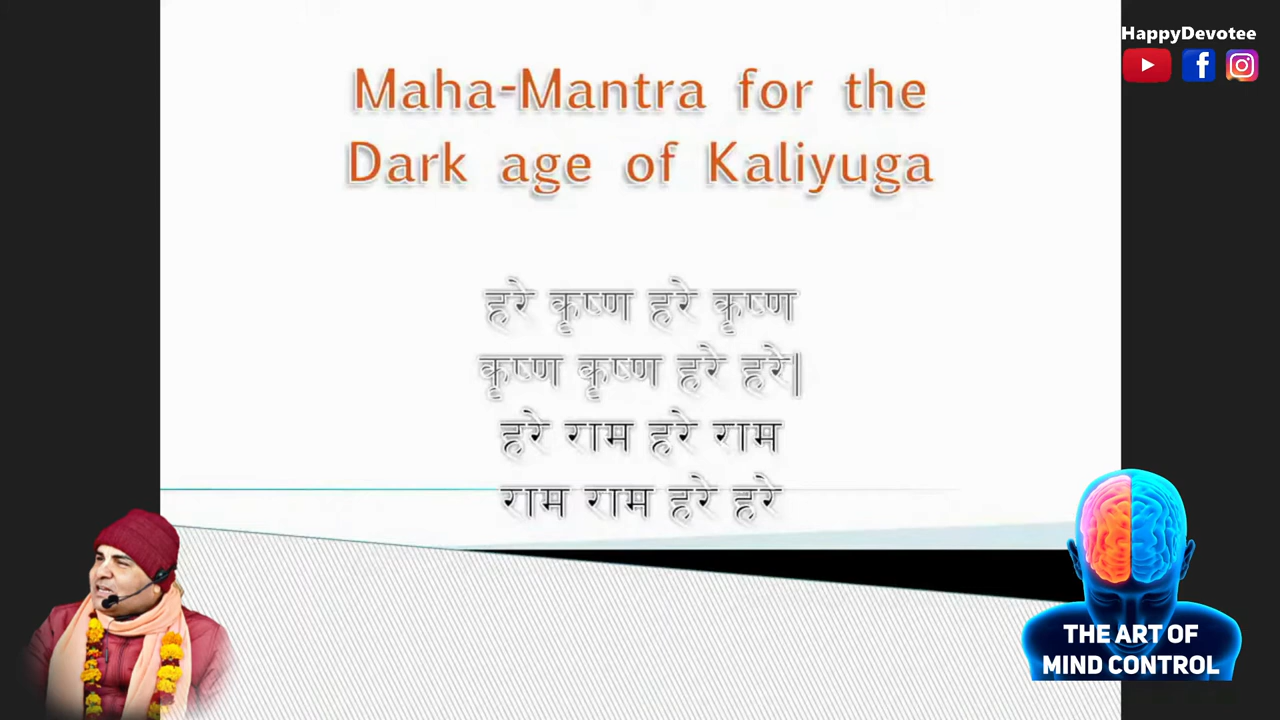 HappyDevotee
Maha-Mantra for the
Dark age of Kaliyuga
हरे कृष्ण हरे कृष्ण
कृष्ण कृष्ण हरे हरे|
हरे राम हरे राम
राम राम हरे हरे
THE ART OF
MIND CONTROL